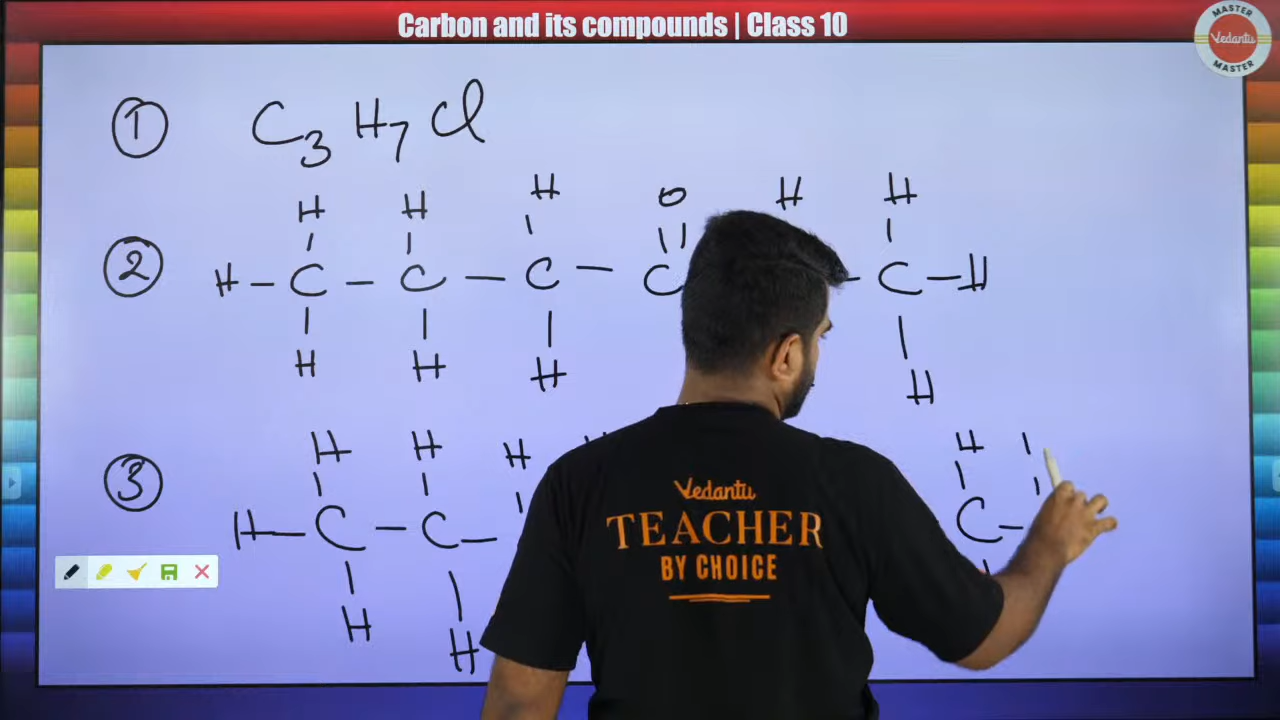 Carbon and its compounds | Class 10
MASTER
Vedantu
MASTER
1 C3H7Cl
H H H O H H
2 H - C - C - C - C - C - H
H H H H
H H H H H
3 H - C - C - C -
H H
Vedantu
TEACHER
BY CHOICE